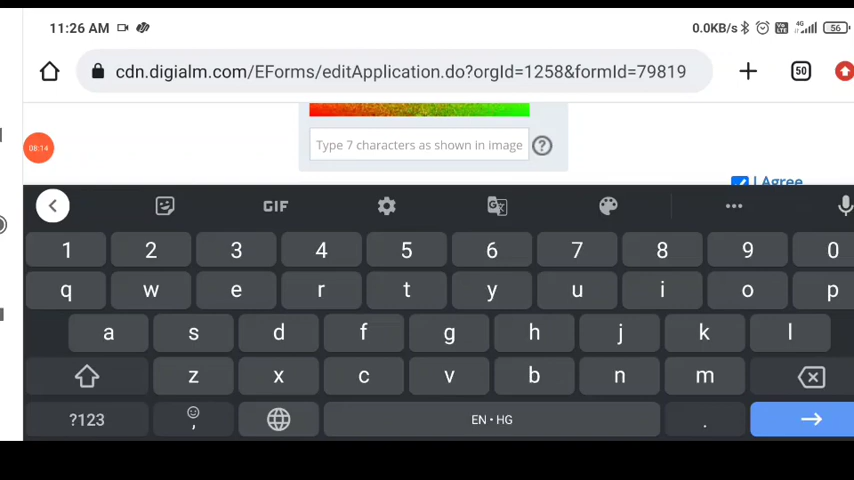 11:26 AM 0.0KB/s 4G 56
cdn.digialm.com/EForms/editApplication.do?orgId=1258&formId=79819 50
08:14
Type 7 characters as shown in image ?
I Agree
GIF
1 2 3 4 5 6 7 8 9 0
q w e r t y u i o p
a s d f g h j k l
z x c v b n m
?123 , EN • HG .